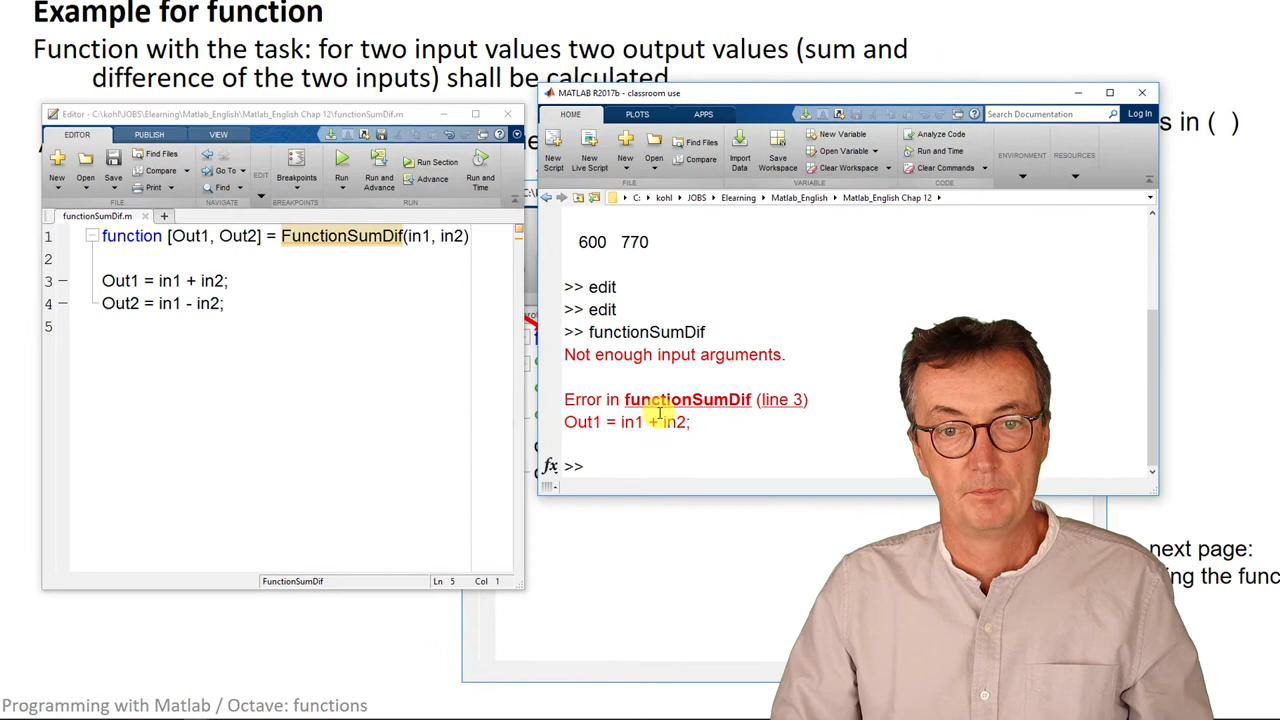 Example for function
Function with the task: for two input values two output values (sum and
difference of the two inputs) shall be calculated
s in ( )
Editor - C:\kohl\JOBS\Elearning\Matlab_English\Matlab_English Chap 12\functionSumDif.m
EDITOR PUBLISH VIEW
New Open Save
Find Files
Compare
Print
Go To
Find
EDIT
Breakpoints
Run
Run and
Advance
Run Section
Advance
Run and
Time
FILE NAVIGATE BREAKPOINTS RUN
functionSumDif.m
1 function [Out1, Out2] = FunctionSumDif(in1, in2)
2
3 Out1 = in1 + in2;
4 Out2 = in1 - in2;
5
FunctionSumDif Ln 5 Col 1
MATLAB R2017b - classroom use
HOME PLOTS APPS
Search Documentation
Log In
New
Script
New
Live Script
New
Open
Find Files
Compare
Import
Data
Save
Workspace
New Variable
Open Variable
Clear Workspace
Analyze Code
Run and Time
Clear Commands
ENVIRONMENT
RESOURCES
FILE VARIABLE CODE
C: kohl JOBS Elearning Matlab_English Matlab_English Chap 12
600 770
>> edit
>> edit
>> functionSumDif
Not enough input arguments.
Error in functionSumDif (line 3)
Out1 = in1 + in2;
fx >>
next page:
ing the func
Programming with Matlab / Octave: functions